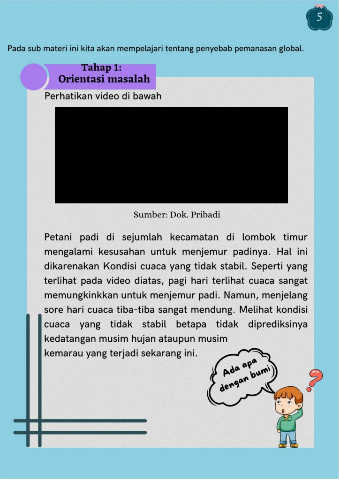 5
Pada sub materi ini kita akan mempelajari tentang penyebab pemanasan global.
Tahap 1:
Orientasi masalah
Perhatikan video di bawah
Sumber: Dok. Pribadi
Petani padi di sejumlah kecamatan di lombok timur
mengalami kesusahan untuk menjemur padinya. Hal ini
dikarenakan Kondisi cuaca yang tidak stabil. Seperti yang
terlihat pada video diatas, pagi hari terlihat cuaca sangat
memungkinkkan untuk menjemur padi. Namun, menjelang
sore hari cuaca tiba-tiba sangat mendung. Melihat kondisi
cuaca yang tidak stabil betapa tidak diprediksinya
kedatangan musim hujan ataupun musim
kemarau yang terjadi sekarang ini.
Ada apa
dengan bumi
?